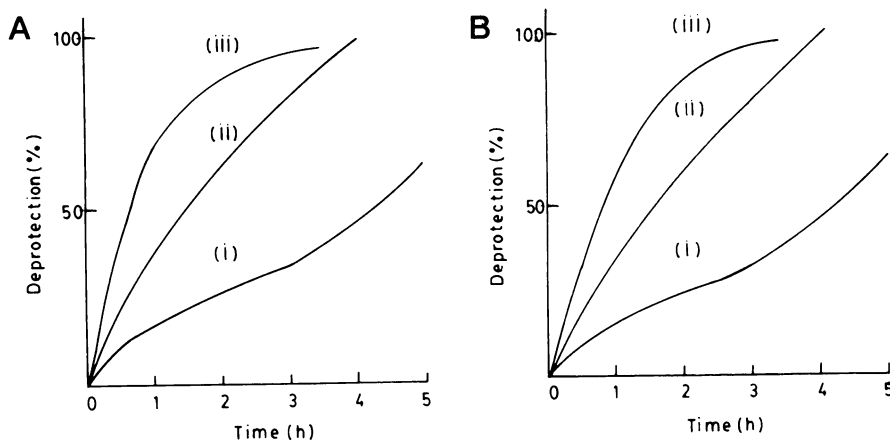 A
100
(iii)
(ii)
50
(i)
Deprotection (%)
0 1 2 3 4 5
Time (h)
B
100
(iii)
(ii)
50
(i)
Deprotection (%)
0 1 2 3 4 5
Time (h)